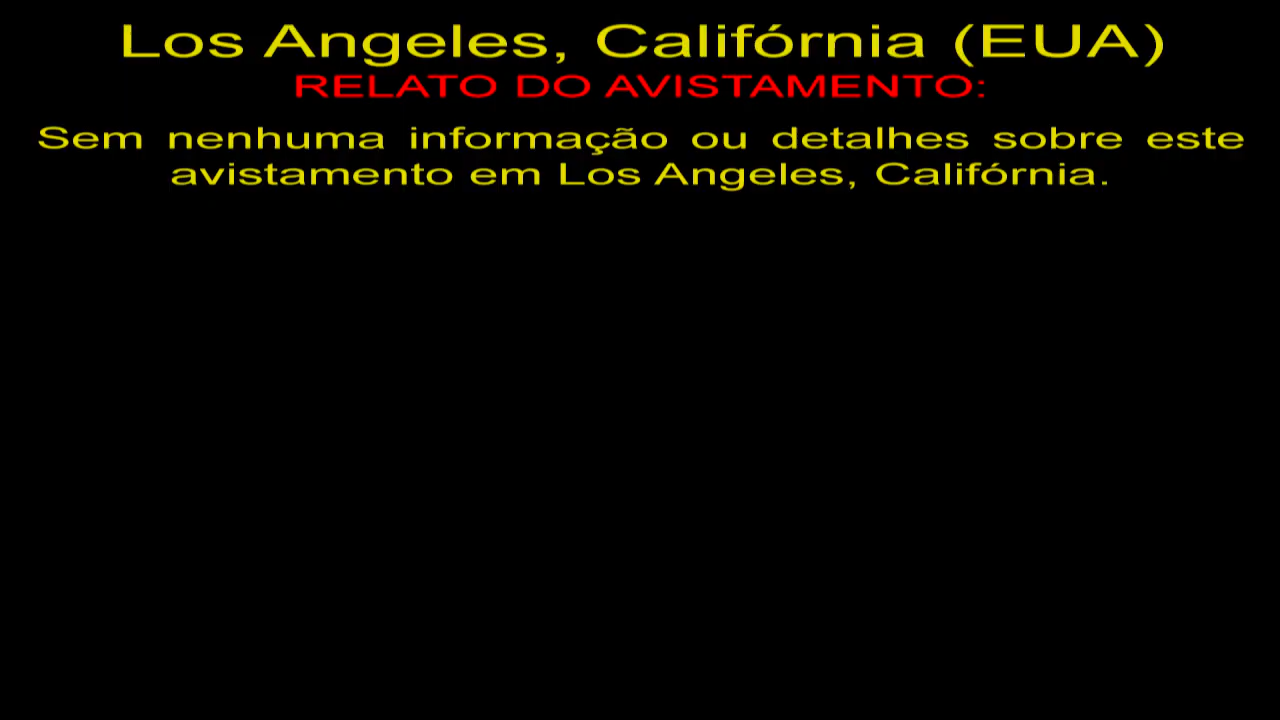 Los Angeles, Califórnia (EUA)
RELATO DO AVISTAMENTO:
Sem nenhuma informação ou detalhes sobre este
avistamento em Los Angeles, Califórnia.